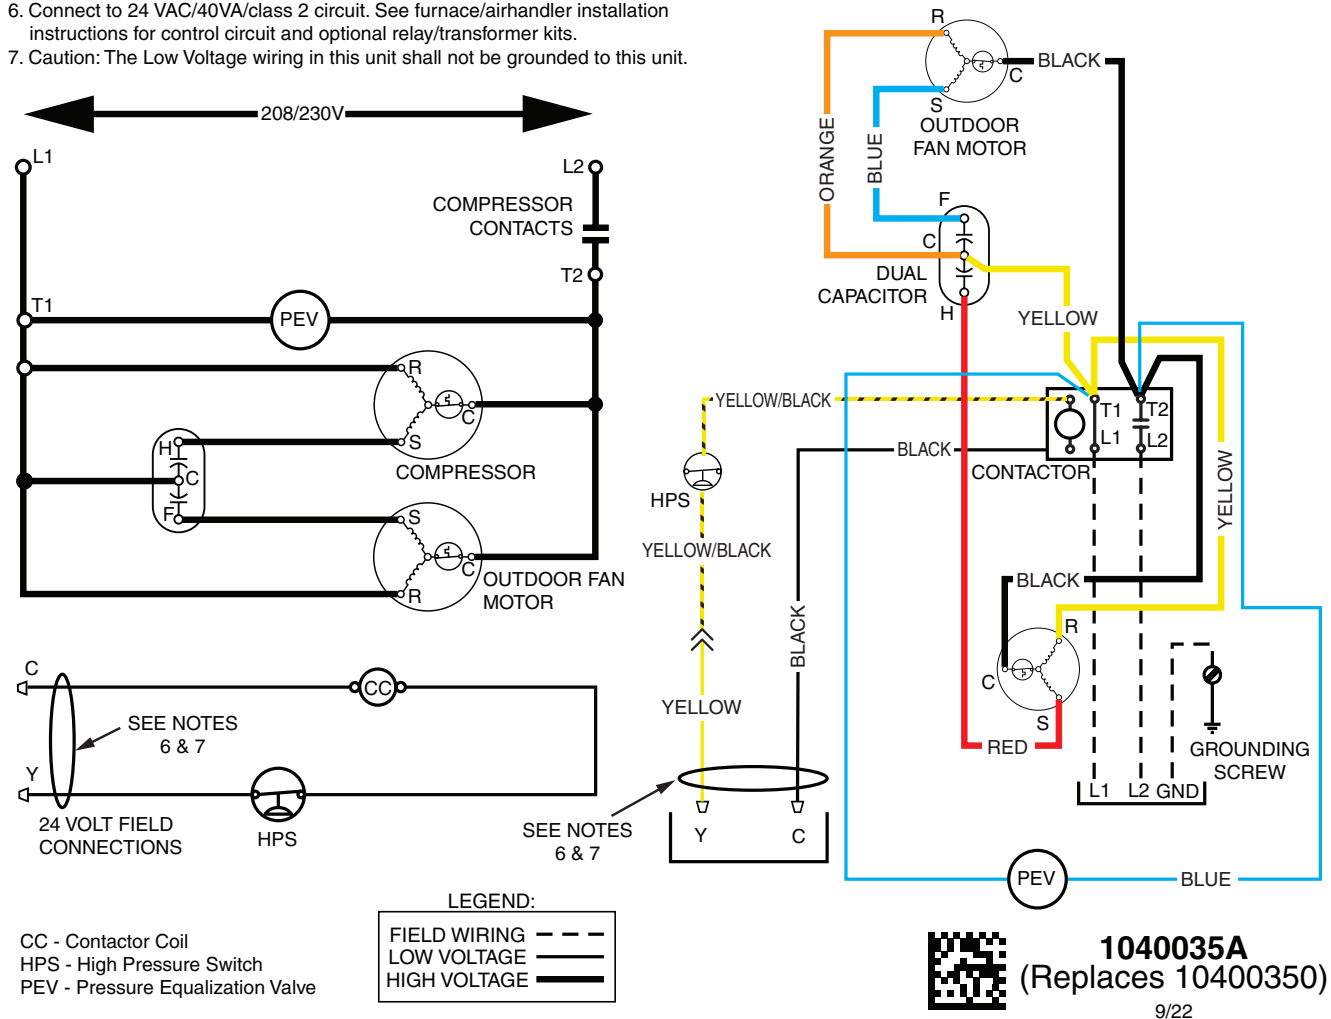 6. Connect to 24 VAC/40VA/class 2 circuit. See furnace/airhandler installation
instructions for control circuit and optional relay/transformer kits.
7. Caution: The Low Voltage wiring in this unit shall not be grounded to this unit.
208/230V
L1
L2
COMPRESSOR
CONTACTS
T2
T1
PEV
R
C
S
COMPRESSOR
H
C
F
S
C
R
OUTDOOR FAN
MOTOR
C
CC
SEE NOTES
6 & 7
Y
24 VOLT FIELD
CONNECTIONS
HPS
CC - Contactor Coil
HPS - High Pressure Switch
PEV - Pressure Equalization Valve
LEGEND:
FIELD WIRING
LOW VOLTAGE
HIGH VOLTAGE
R
C
S
BLACK
OUTDOOR
FAN MOTOR
ORANGE
BLUE
F
C
DUAL
CAPACITOR
H
YELLOW
YELLOW/BLACK
T1
T2
L1
L2
BLACK
CONTACTOR
HPS
YELLOW/BLACK
YELLOW
BLACK
BLACK
R
C
S
YELLOW
RED
GROUNDING
SCREW
L1
L2
GND
SEE NOTES
6 & 7
Y
C
PEV
BLUE
1040035A
(Replaces 10400350)
9/22